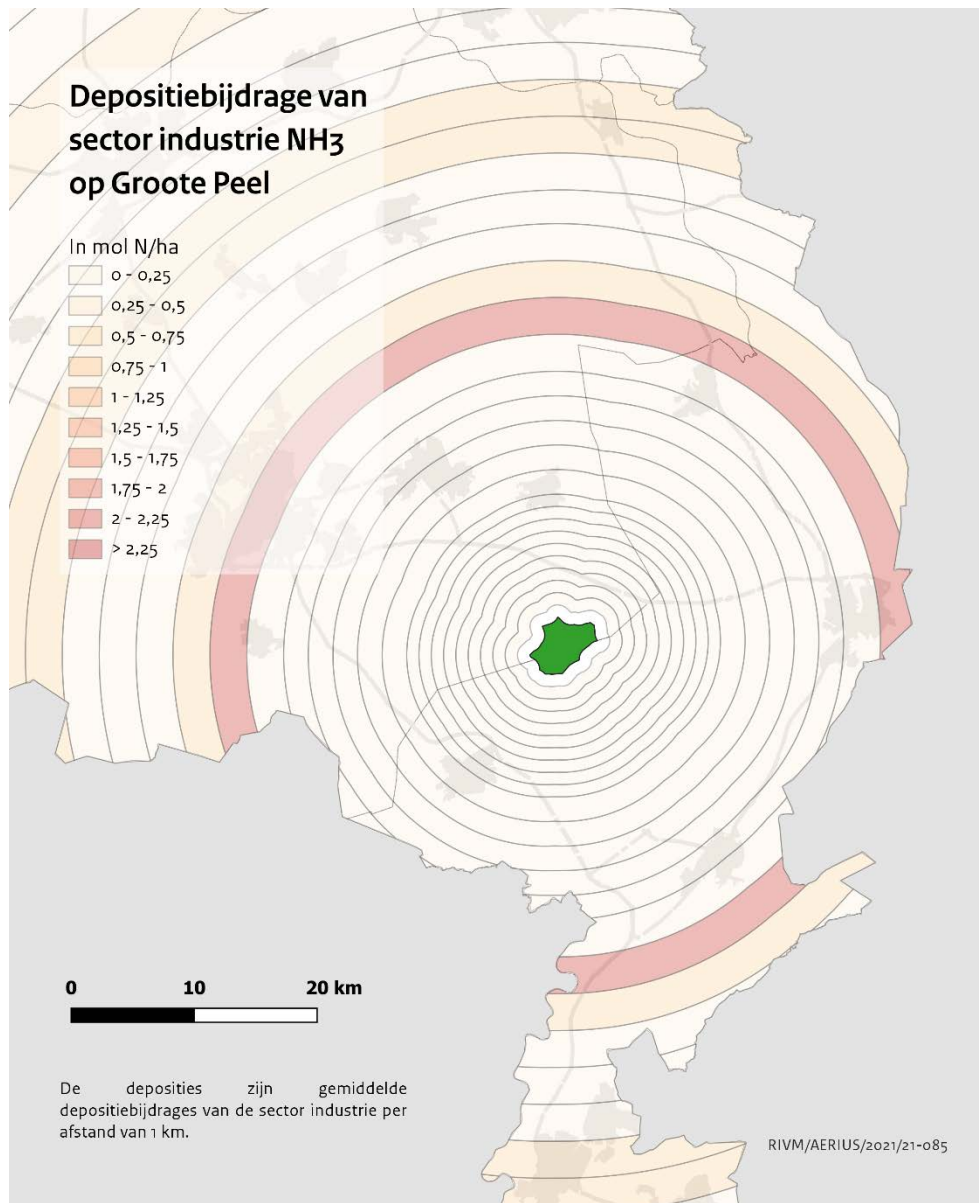 Depositiebijdrage van
sector industrie NH3
op Groote Peel
In mol N/ha
0 - 0,25
0,25 - 0,5
0,5 - 0,75
0,75 - 1
1 - 1,25
1,25 - 1,5
1,5 - 1,75
1,75 - 2
2 - 2,25
> 2,25
0 10 20 km
De deposities zijn gemiddelde
depositiebijdrages van de sector industrie per
afstand van 1 km.
RIVM/AERIUS/2021/21-085